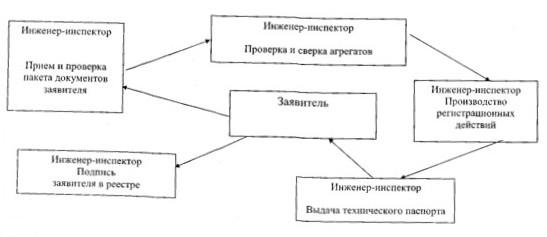 Инженер-инспектор
Прием и проверка
пакета документов
заявителя
Инженер-инспектор
Проверка и сверка агрегатов
Заявитель
Инженер-инспектор
Производство
регистрационных
действий
Инженер-инспектор
Подпись
заявителя в реестре
Инженер-инспектор
Выдача технического паспорта